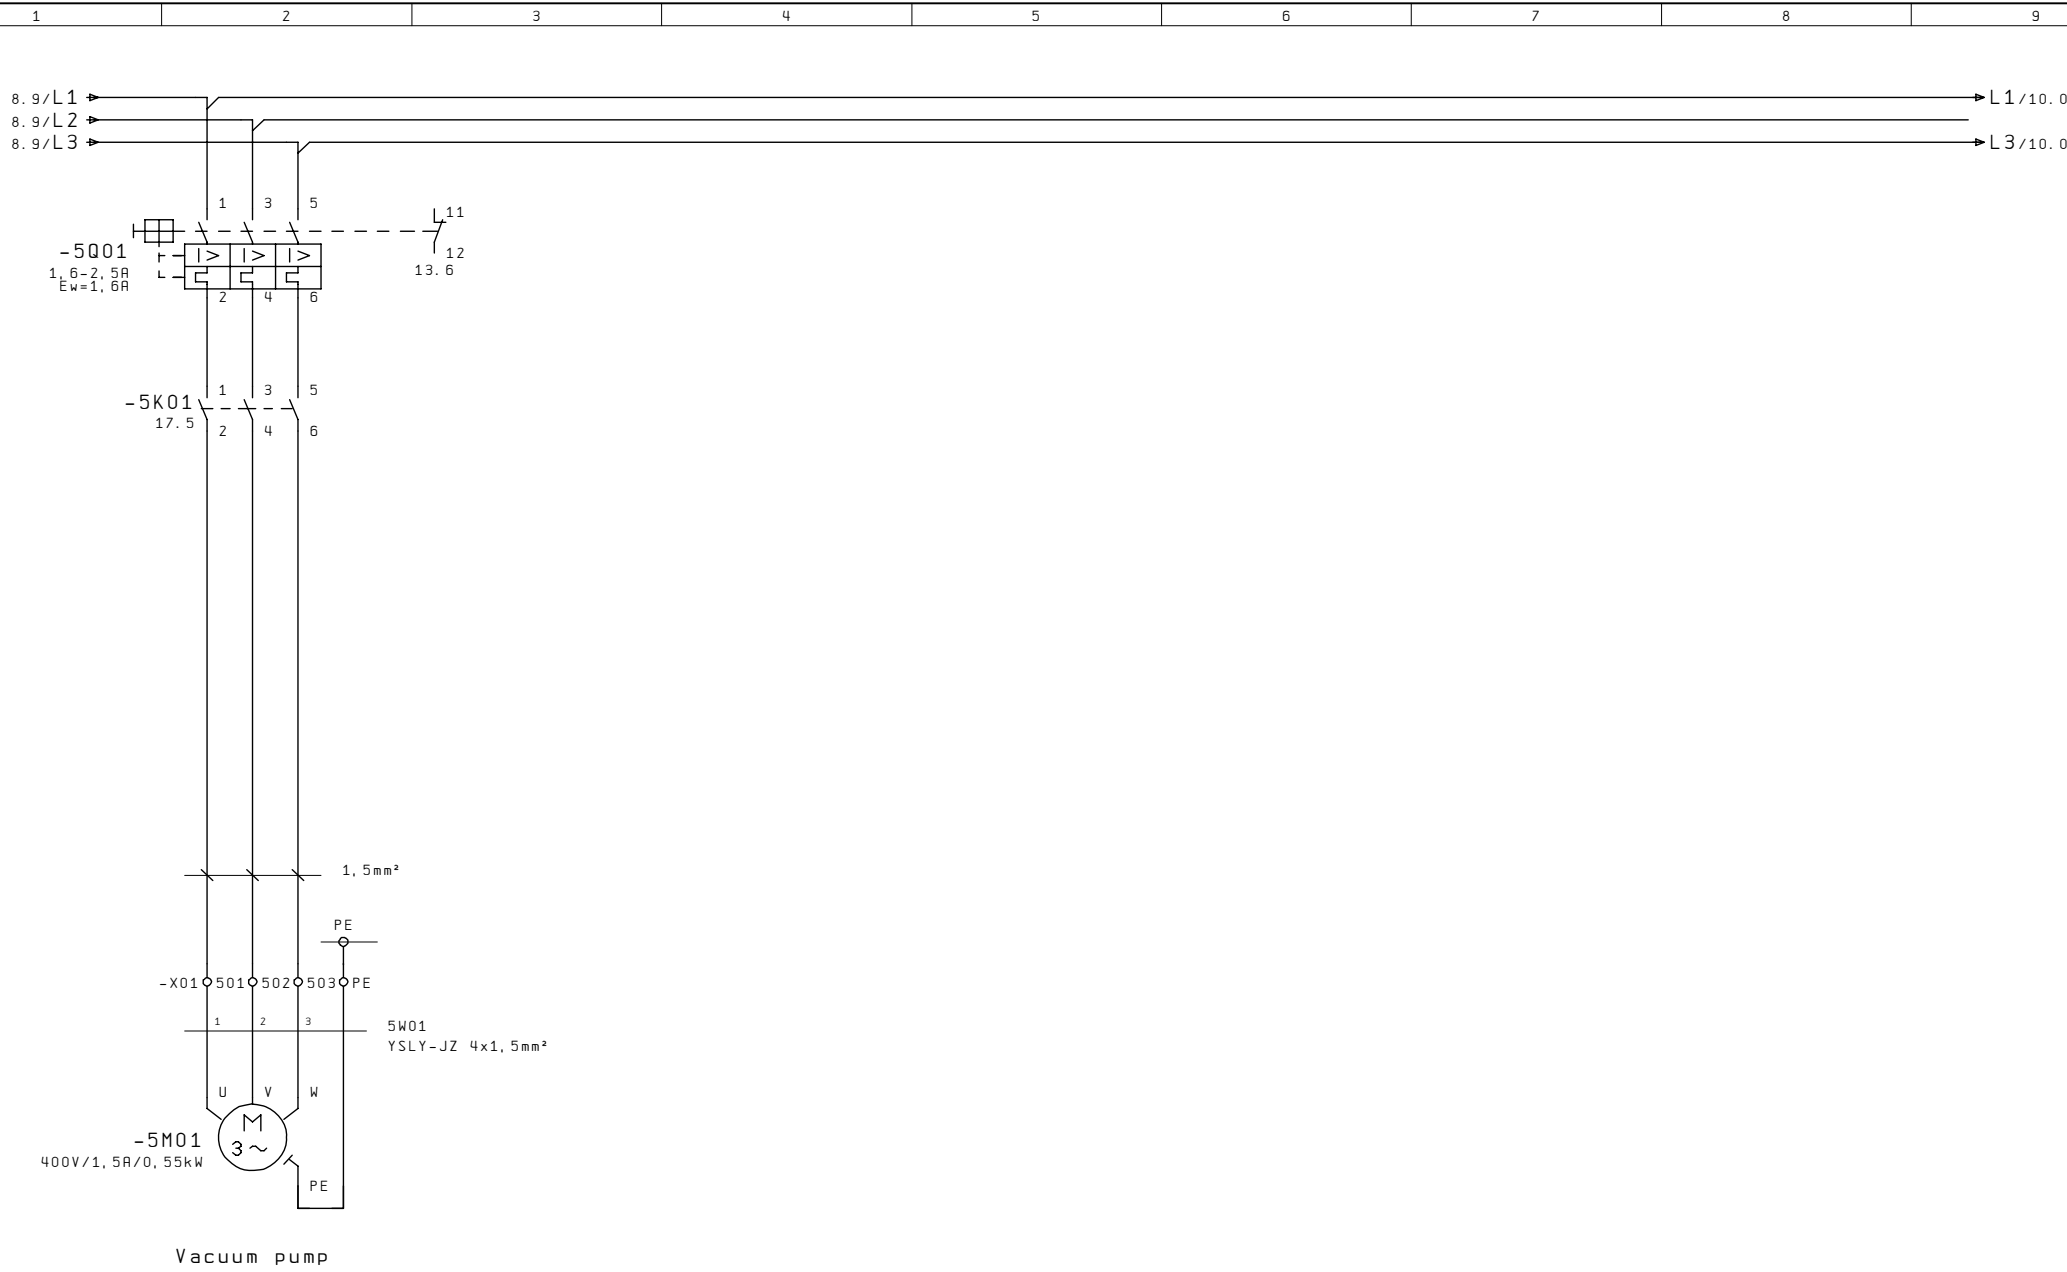 1 2 3 4 5 6 7 8 9
8.9/L1 L1/10.0
8.9/L2
8.9/L3 L3/10.0
1 3 5 11
-5Q01 I> I> I> 12
1,6-2,5A 13.6
Ew=1,6A
2 4 6
1 3 5
-5K01
17.5
2 4 6
1,5mm²
PE
-X01 501 502 503 PE
1 2 3 5W01
YSLY-JZ 4x1,5mm²
U V W
M
-5M01 3~
400V/1,5A/0,55kW
PE
Vacuum pump